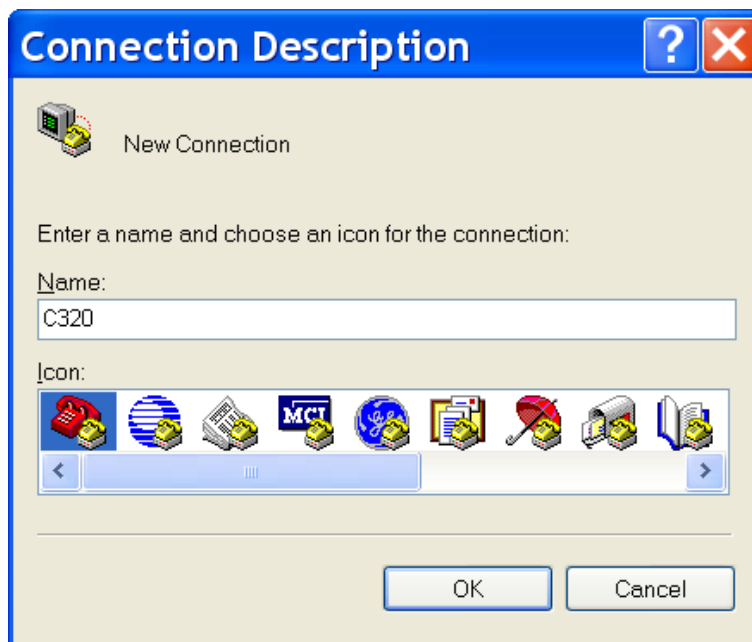 Connection Description
New Connection
Enter a name and choose an icon for the connection:
Name:
C320
Icon:
MCI
OK
Cancel